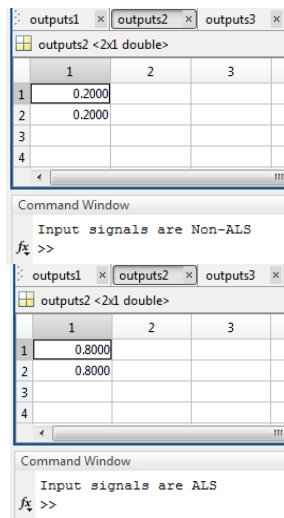 outputs1 × outputs2 × outputs3 ×
outputs2 <2x1 double>
1 2 3
1 0.2000
2 0.2000
3
4
Command Window
Input signals are Non-ALS
fx >>
outputs1 × outputs2 × outputs3 ×
outputs2 <2x1 double>
1 2 3
1 0.8000
2 0.8000
3
4
Command Window
Input signals are ALS
fx >>